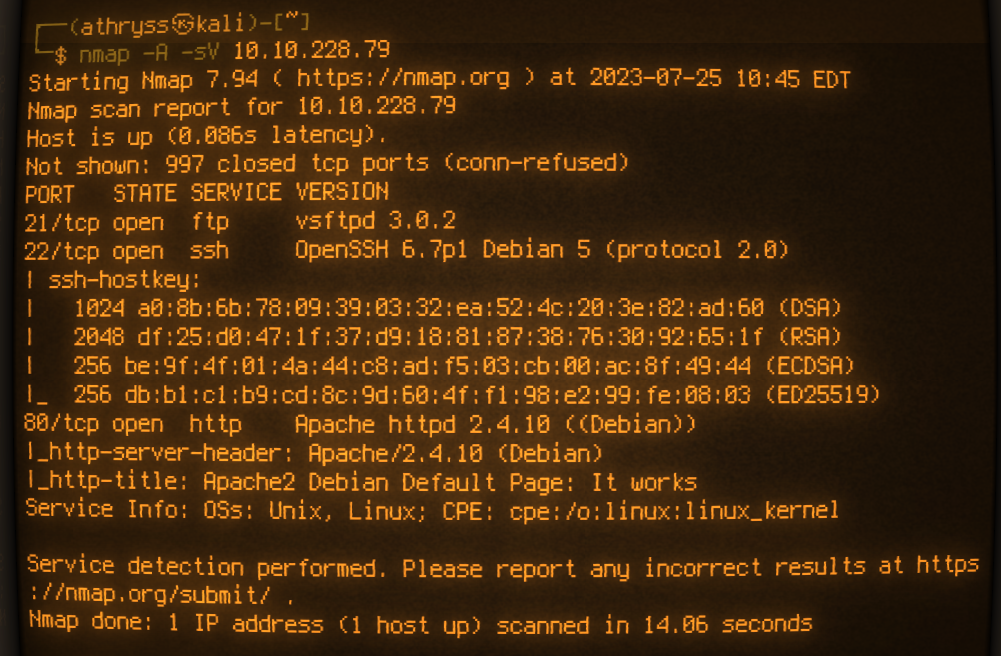 ┌──(athryss㉿kali)-[~]
└─$ nmap -A -sV 10.10.228.79
Starting Nmap 7.94 ( https://nmap.org ) at 2023-07-25 10:45 EDT
Nmap scan report for 10.10.228.79
Host is up (0.086s latency).
Not shown: 997 closed tcp ports (conn-refused)
PORT   STATE SERVICE VERSION
21/tcp open  ftp     vsftpd 3.0.2
22/tcp open  ssh     OpenSSH 6.7p1 Debian 5 (protocol 2.0)
| ssh-hostkey:
|   1024 a0:8b:6b:78:09:39:03:32:ea:52:4c:20:3e:82:ad:60 (DSA)
|   2048 df:25:d0:47:1f:37:d9:18:81:87:38:76:30:92:65:1f (RSA)
|   256 be:9f:4f:01:4a:44:c8:ad:f5:03:cb:00:ac:8f:49:44 (ECDSA)
|_  256 db:b1:c1:b9:cd:8c:9d:60:4f:f1:98:e2:99:fe:08:03 (ED25519)
80/tcp open  http    Apache httpd 2.4.10 ((Debian))
|_http-server-header: Apache/2.4.10 (Debian)
|_http-title: Apache2 Debian Default Page: It works
Service Info: OSs: Unix, Linux; CPE: cpe:/o:linux:linux_kernel

Service detection performed. Please report any incorrect results at https
://nmap.org/submit/ .
Nmap done: 1 IP address (1 host up) scanned in 14.06 seconds